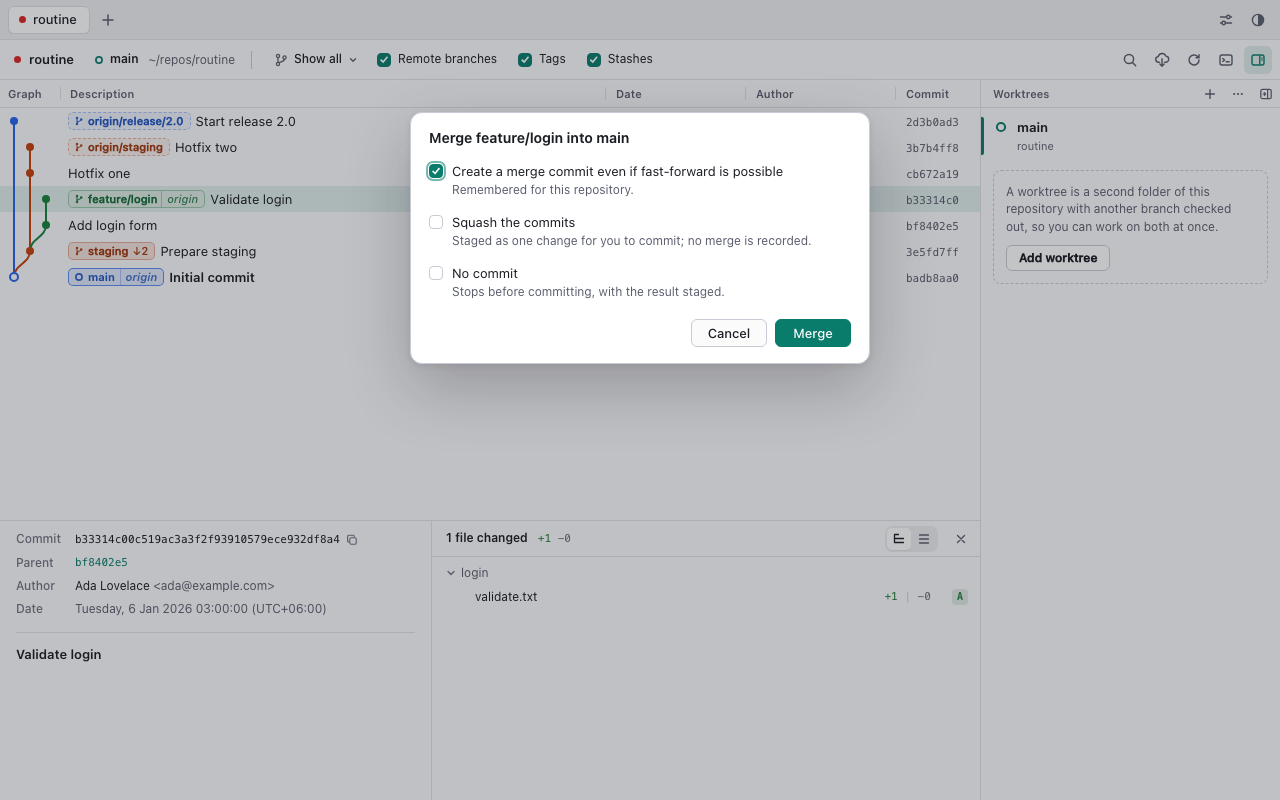 routine
routine
main
~/repos/routine
Show all
Remote branches
Tags
Stashes
Graph
Description
Date
Author
Commit
origin/release/2.0 Start release 2.0
2d3b0ad3
origin/staging Hotfix two
3b7b4ff8
Hotfix one
cb672a19
feature/login origin Validate login
b33314c0
Add login form
bf8402e5
staging ↓2 Prepare staging
3e5fd7ff
main origin Initial commit
badb8aa0
Merge feature/login into main
Create a merge commit even if fast-forward is possible
Remembered for this repository.
Squash the commits
Staged as one change for you to commit; no merge is recorded.
No commit
Stops before committing, with the result staged.
Cancel
Merge
Worktrees
main
routine
A worktree is a second folder of this
repository with another branch checked
out, so you can work on both at once.
Add worktree
Commit b33314c00c519ac3a3f2f93910579ece932df8a4
Parent bf8402e5
Author Ada Lovelace <ada@example.com>
Date Tuesday, 6 Jan 2026 03:00:00 (UTC+06:00)
Validate login
1 file changed +1 −0
login
validate.txt +1 | −0 A